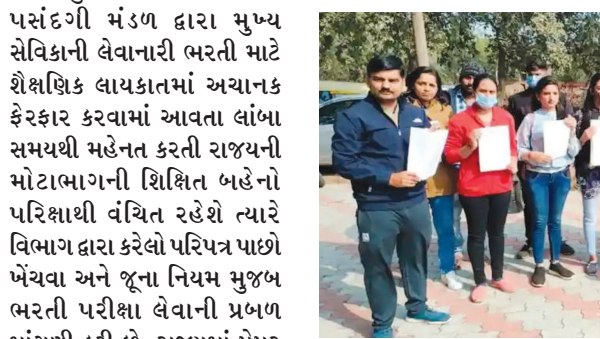 પસંદગી મંડળ દ્વારા મુખ્ય
સેવિકાની લેવાનારી ભરતી માટે
શૈક્ષણિક લાયકાતમાં અચાનક
ફેરફાર કરવામાં આવતા લાંબા
સમયથી મહેનત કરતી રાજયની
મોટાભાગની શિક્ષિત બહેનો
પરિક્ષાથી વંચિત રહેશે ત્યારે
વિભાગ દ્વારા કરેલો પરિપત્ર પાછો
ખેંચવા અને જૂના નિયમ મુજબ
ભરતી પરીક્ષા લેવાની પ્રબળ